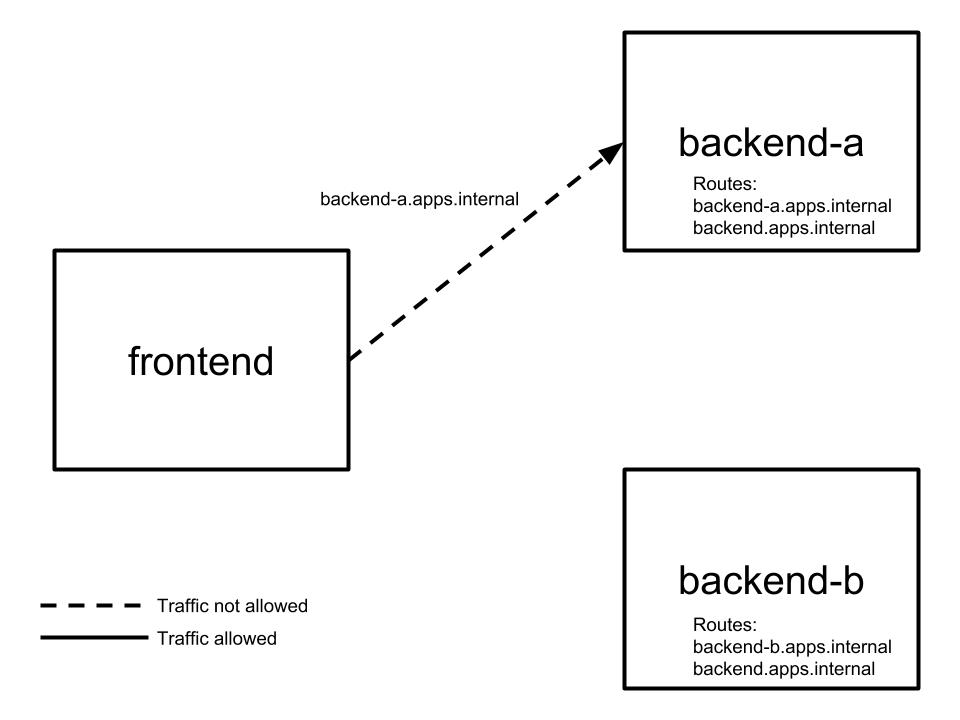 backend-a
Routes:
backend-a.apps.internal
backend.apps.internal
backend-a.apps.internal
frontend
backend-b
Routes:
backend-b.apps.internal
backend.apps.internal
Traffic not allowed
Traffic allowed